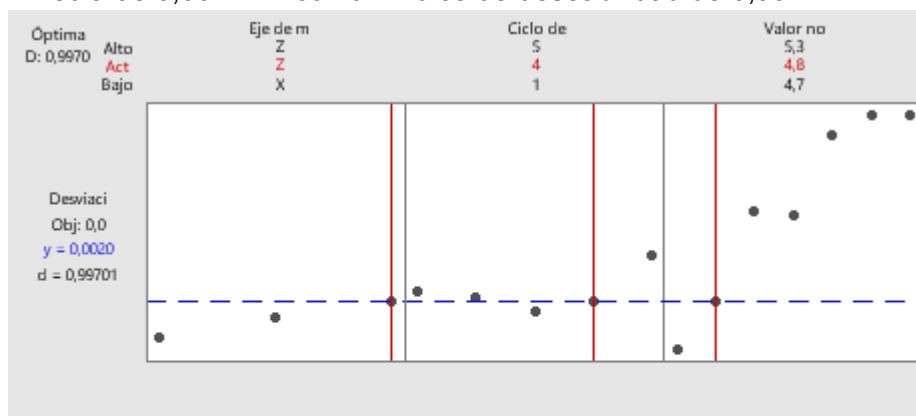 Óptima
D: 0,9970
Alto
Act
Bajo
Eje de m
Z
Z
X
Ciclo de
5
4
1
Valor no
5,3
4,8
4,7
Desviaci
Obj: 0,0
y = 0,0020
d = 0,99701